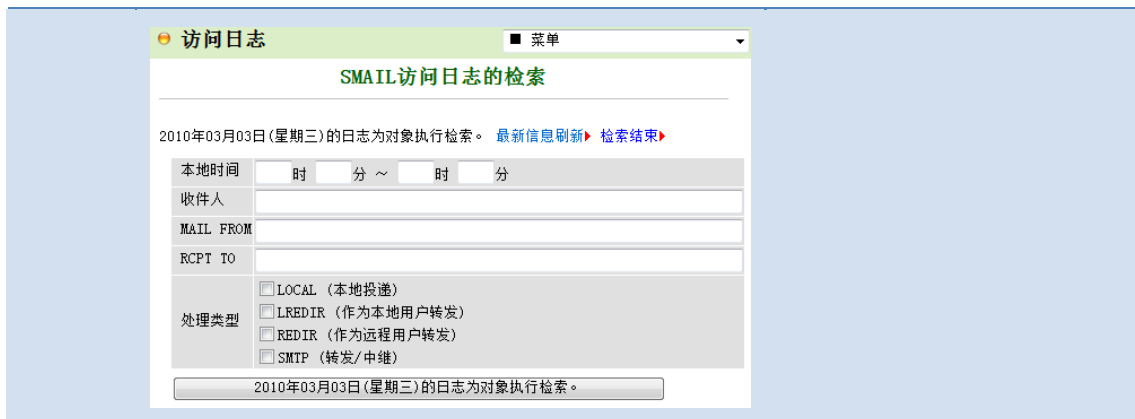 访问日志 ■ 菜单
SMAIL访问日志的检索
2010年03月03日(星期三)的日志为对象执行检索。 最新信息刷新 检索结束
本地时间 时 分 ~ 时 分
收件人
MAIL FROM
RCPT TO
处理类型
LOCAL (本地投递)
LREDIR (作为本地用户转发)
REDIR (作为远程用户转发)
SMTP (转发/中继)
2010年03月03日(星期三)的日志为对象执行检索。